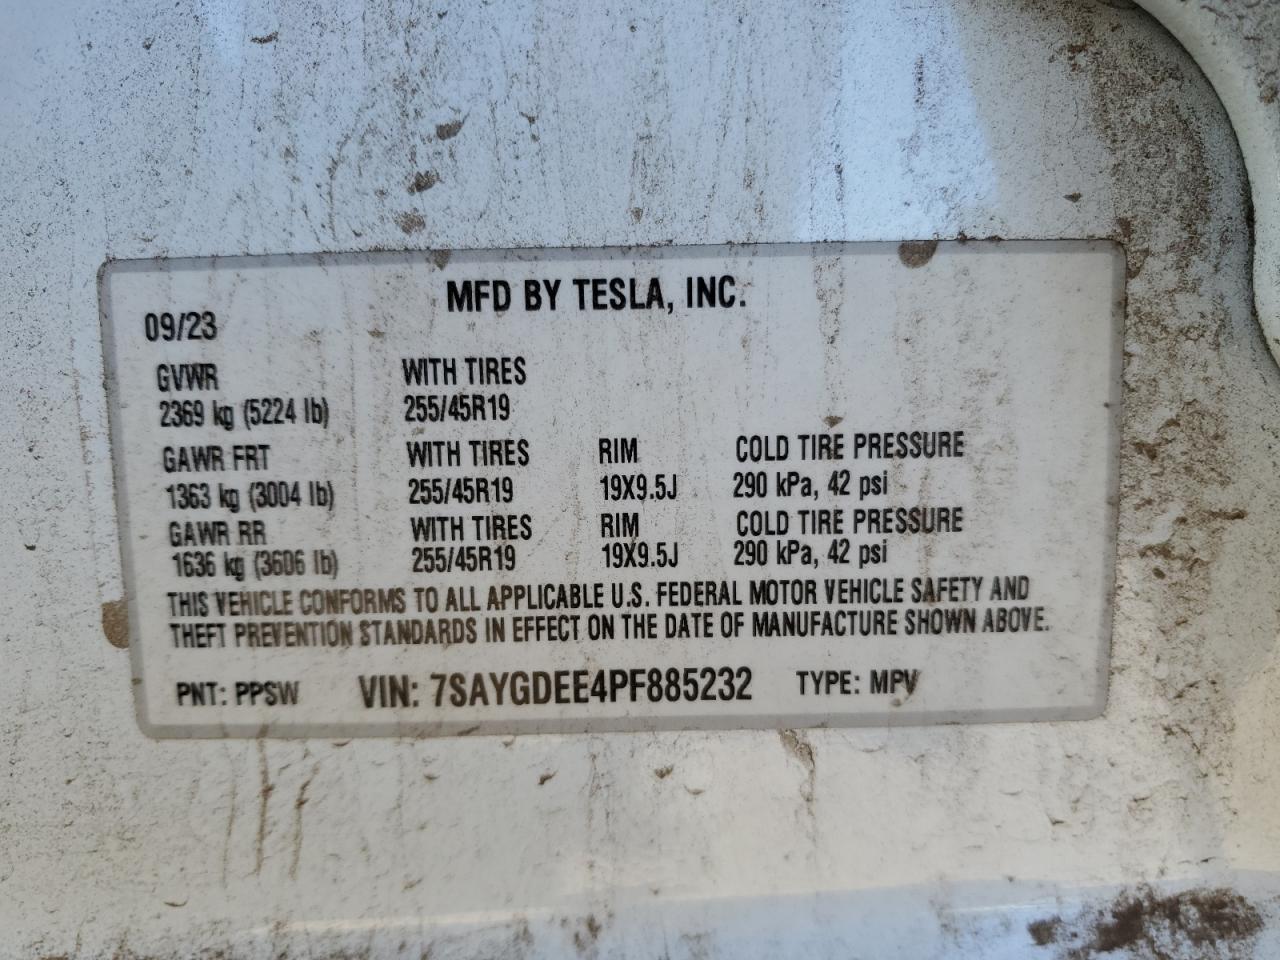 MFD BY TESLA, INC.
09/23
GVWR WITH TIRES
2369 kg (5224 lb) 255/45R19
GAWR FRT WITH TIRES RIM COLD TIRE PRESSURE
1363 kg (3004 lb) 255/45R19 19X9.5J 290 kPa, 42 psi
GAWR RR WITH TIRES RIM COLD TIRE PRESSURE
1636 kg (3606 lb) 255/45R19 19X9.5J 290 kPa, 42 psi
THIS VEHICLE CONFORMS TO ALL APPLICABLE U.S. FEDERAL MOTOR VEHICLE SAFETY AND
THEFT PREVENTION STANDARDS IN EFFECT ON THE DATE OF MANUFACTURE SHOWN ABOVE.
PNT: PPSW VIN: 7SAYGDEE4PF885232 TYPE: MPV